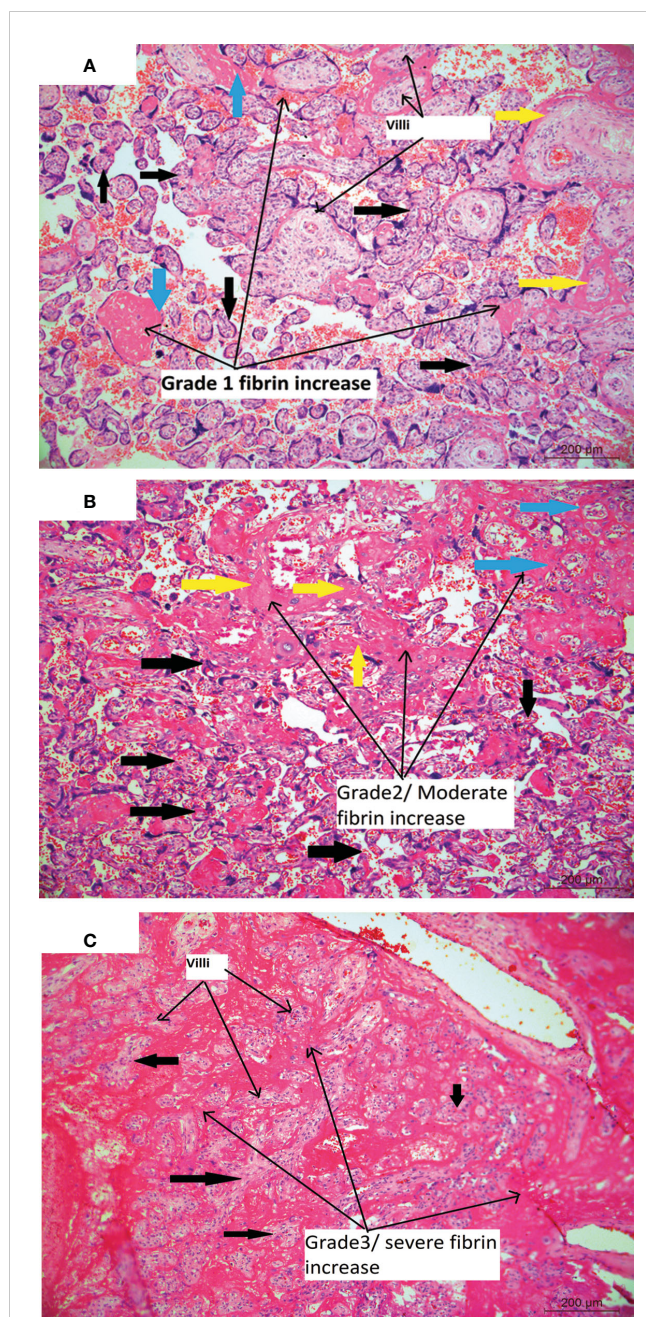 A
Villi
Grade 1 fibrin increase
200 µm
B
Grade2/ Moderate
fibrin increase
200 µm
C
Villi
Grade3/ severe fibrin
increase
200 µm